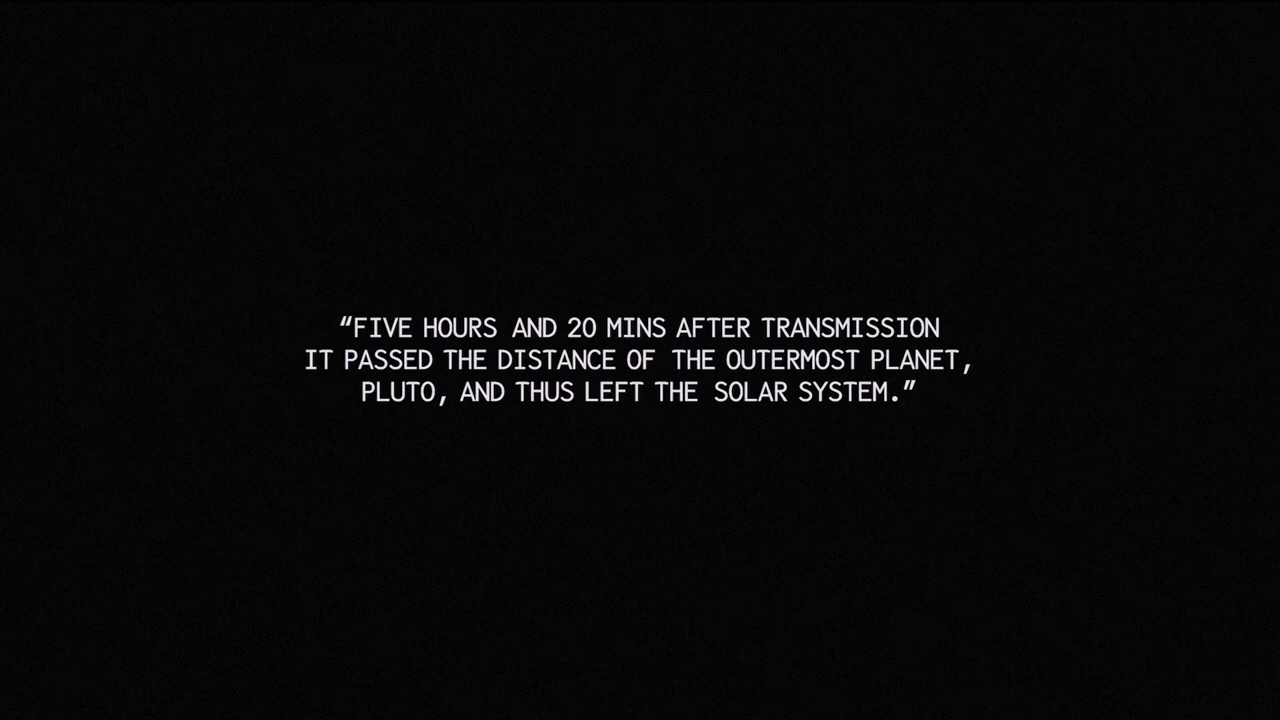 “FIVE HOURS AND 20 MINS AFTER TRANSMISSION
IT PASSED THE DISTANCE OF THE OUTERMOST PLANET,
PLUTO, AND THUS LEFT THE SOLAR SYSTEM.”